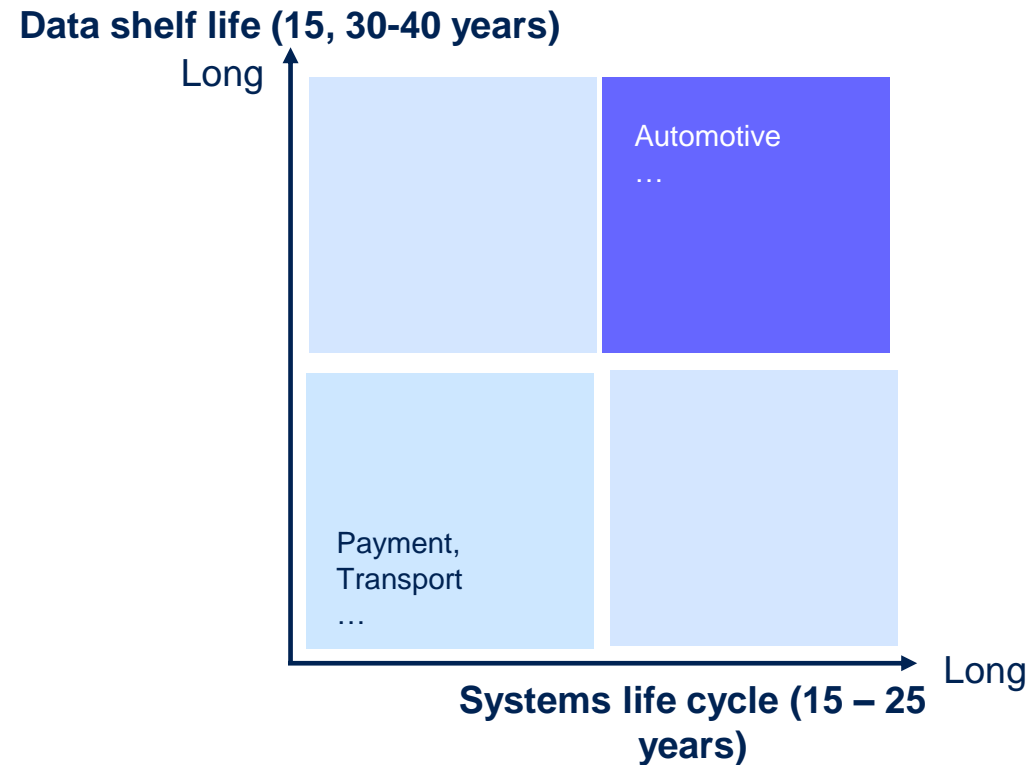 Data shelf life (15, 30-40 years)
Long
Automotive
…
Payment,
Transport
…
Long
Systems life cycle (15 – 25
years)